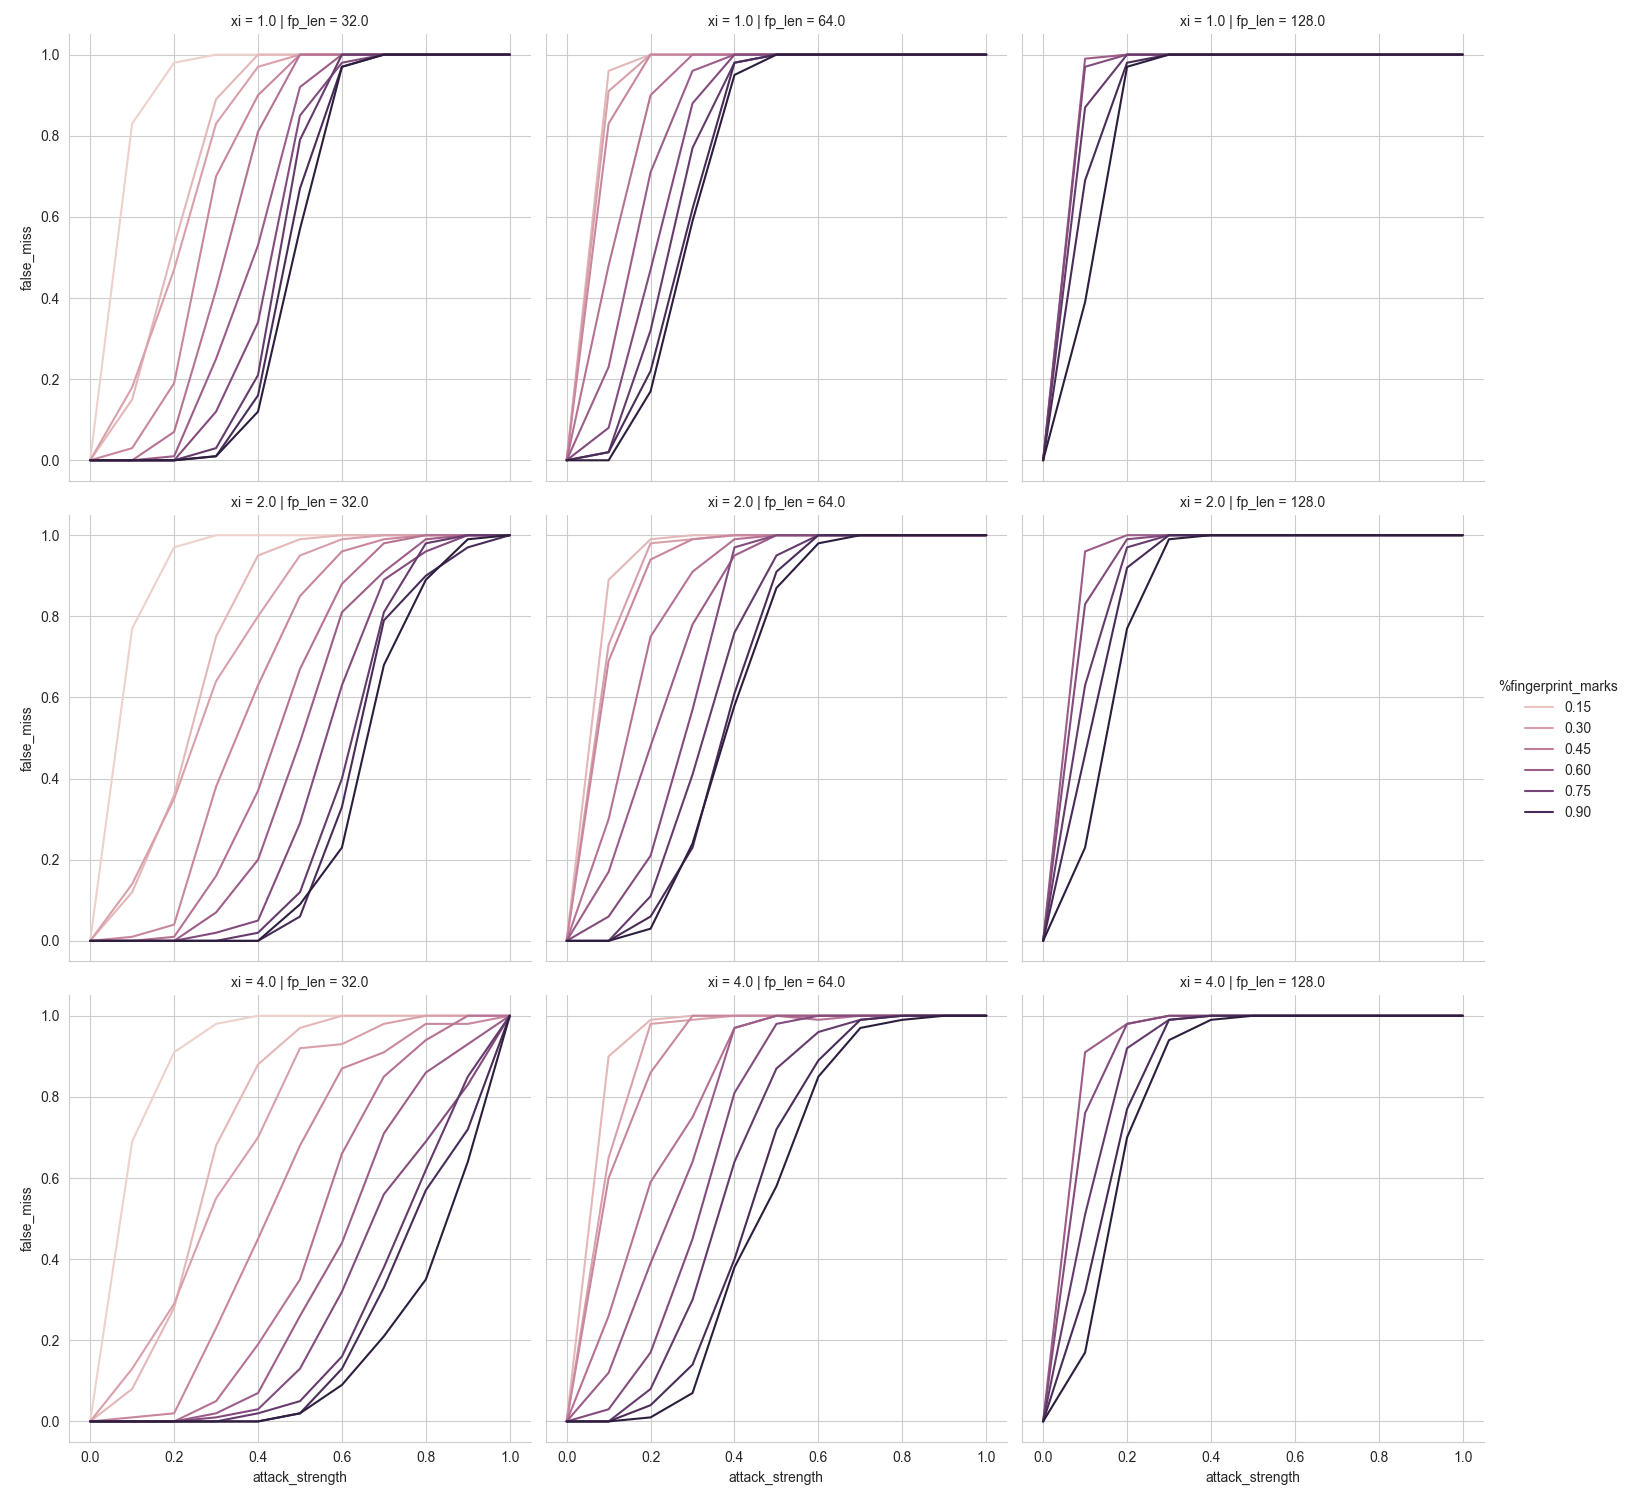 xi = 1.0 | fp_len = 32.0
xi = 1.0 | fp_len = 64.0
xi = 1.0 | fp_len = 128.0
1.0
0.8
0.6
0.4
0.2
0.0
false_miss
xi = 2.0 | fp_len = 32.0
xi = 2.0 | fp_len = 64.0
xi = 2.0 | fp_len = 128.0
1.0
0.8
0.6
0.4
0.2
0.0
false_miss
%fingerprint_marks
0.15
0.30
0.45
0.60
0.75
0.90
xi = 4.0 | fp_len = 32.0
xi = 4.0 | fp_len = 64.0
xi = 4.0 | fp_len = 128.0
1.0
0.8
0.6
0.4
0.2
0.0
false_miss
0.0 0.2 0.4 0.6 0.8 1.0
attack_strength
0.0 0.2 0.4 0.6 0.8 1.0
attack_strength
0.0 0.2 0.4 0.6 0.8 1.0
attack_strength